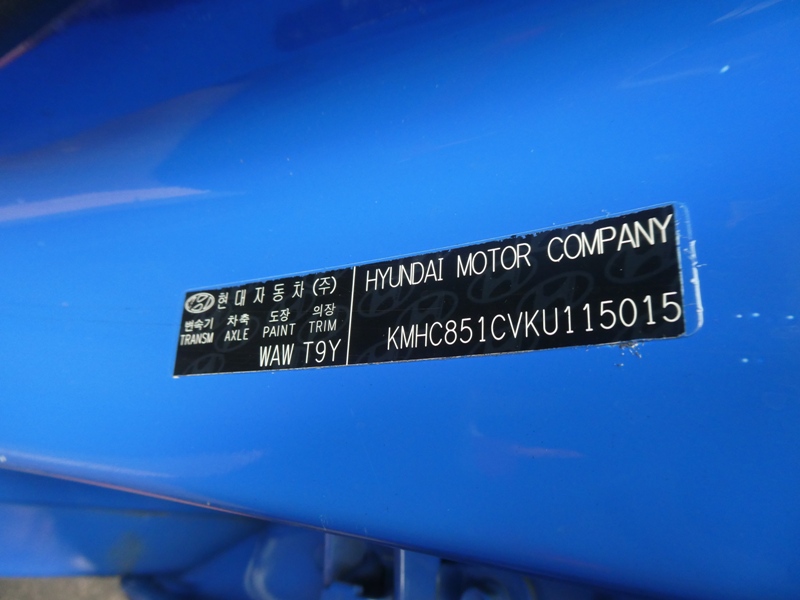 현대자동차(주)
변속기 차축 도장 의장
TRANSM AXLE PAINT TRIM
WAW T9Y
HYUNDAI MOTOR COMPANY
KMHC851CVKU115015